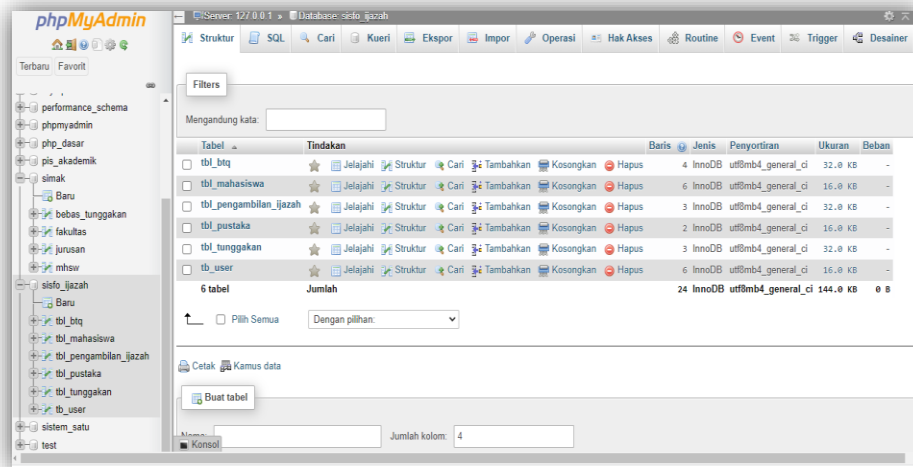 phpMyAdmin
Terbaru Favorit
performance_schema
phpmyadmin
php_dasar
pis_akademik
simak
Baru
bebas_tunggakan
fakultas
jurusan
mhsw
sisfo_ijazah
Baru
tbl_btq
tbl_mahasiswa
tbl_pengambilan_ijazah
tbl_pustaka
tbl_tunggakan
tb_user
sistem_satu
test
Server: 127.0.0.1 » Database: sisfo_ijazah
Struktur SQL Cari Kueri Ekspor Impor Operasi Hak Akses Routine Event Trigger Desainer
Filters
Mengandung kata:
Tabel Tindakan Baris Jenis Penyortiran Ukuran Beban
tbl_btq Jelajahi Struktur Cari Tambahkan Kosongkan Hapus 4 InnoDB utf8mb4_general_ci 32.0 KB -
tbl_mahasiswa Jelajahi Struktur Cari Tambahkan Kosongkan Hapus 6 InnoDB utf8mb4_general_ci 16.0 KB -
tbl_pengambilan_ijazah Jelajahi Struktur Cari Tambahkan Kosongkan Hapus 3 InnoDB utf8mb4_general_ci 32.0 KB -
tbl_pustaka Jelajahi Struktur Cari Tambahkan Kosongkan Hapus 2 InnoDB utf8mb4_general_ci 16.0 KB -
tbl_tunggakan Jelajahi Struktur Cari Tambahkan Kosongkan Hapus 3 InnoDB utf8mb4_general_ci 32.0 KB -
tb_user Jelajahi Struktur Cari Tambahkan Kosongkan Hapus 6 InnoDB utf8mb4_general_ci 16.0 KB -
6 tabel Jumlah 24 InnoDB utf8mb4_general_ci 144.0 KB 0 B
Pilih Semua Dengan pilihan:
Cetak Kamus data
Buat tabel
Jumlah kolom: 4
Konsol